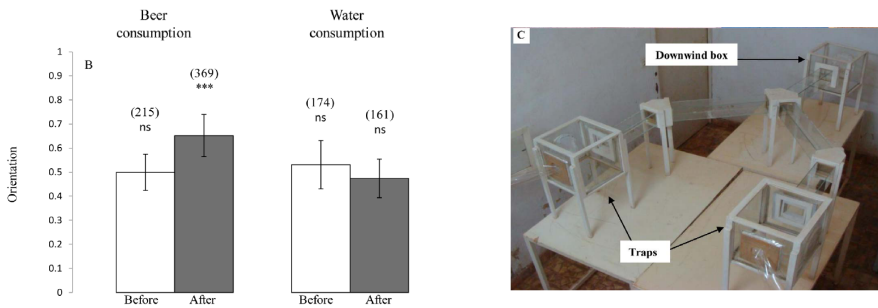 Beer
consumption
Water
consumption
B
Orientation
1
0.9
0.8
0.7
0.6
0.5
0.4
0.3
0.2
0.1
0
(215)
ns
(369)
***
(174)
ns
(161)
ns
Before
After
Before
After
C
Downwind box
Traps